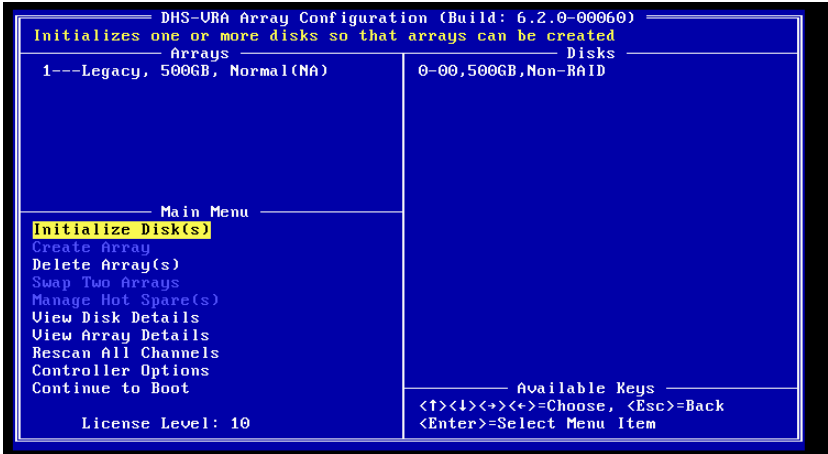 DHS-VRA Array Configuration (Build: 6.2.0-00060)
Initializes one or more disks so that arrays can be created
Arrays
1---Legacy, 500GB, Normal(NA)
Disks
0-00,500GB,Non-RAID
Main Menu
Initialize Disk(s)
Create Array
Delete Array(s)
Swap Two Arrays
Manage Hot Spare(s)
View Disk Details
View Array Details
Rescan All Channels
Controller Options
Continue to Boot
License Level: 10
Available Keys
<↑><↓><→><←>=Choose, <Esc>=Back
<Enter>=Select Menu Item